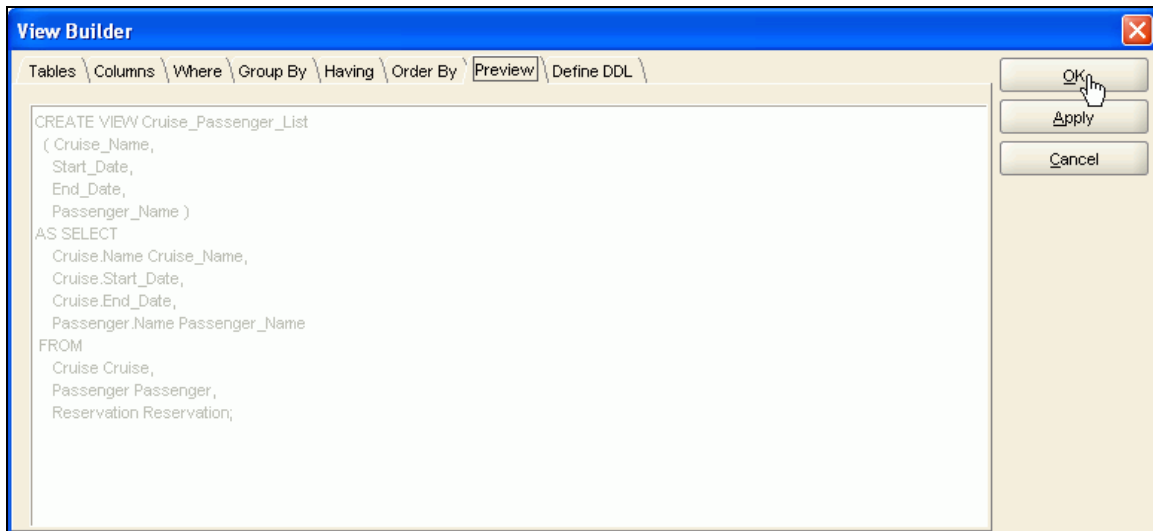 View Builder
Tables Columns Where Group By Having Order By Preview Define DDL
OK
Apply
Cancel
CREATE VIEW Cruise_Passenger_List
( Cruise_Name,
Start_Date,
End_Date,
Passenger_Name )
AS SELECT
Cruise.Name Cruise_Name,
Cruise.Start_Date,
Cruise.End_Date,
Passenger.Name Passenger_Name
FROM
Cruise Cruise,
Passenger Passenger,
Reservation Reservation;